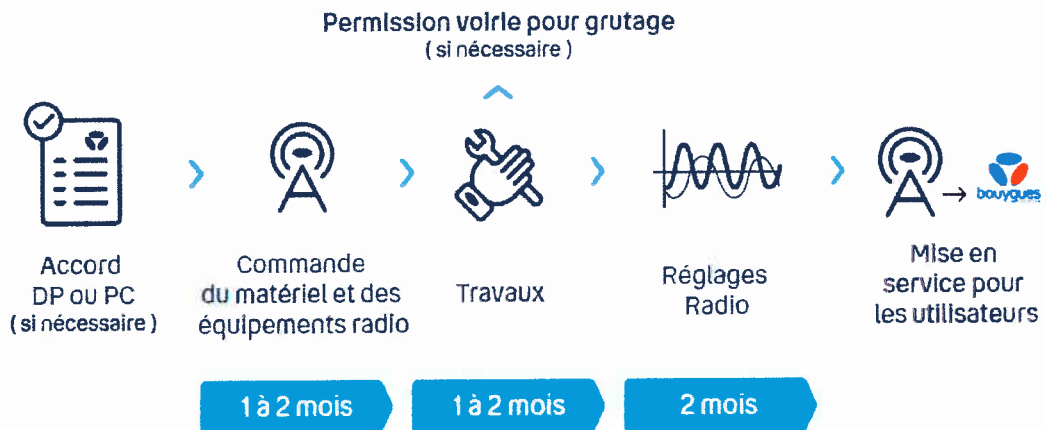 Permission voirie pour grutage
( si nécessaire )
Accord
DP ou PC
( si nécessaire )
Commande
du matériel et des
équipements radio
Travaux
Réglages
Radio
bouygues
Mise en
service pour
les utilisateurs
1 à 2 mois
1 à 2 mois
2 mois